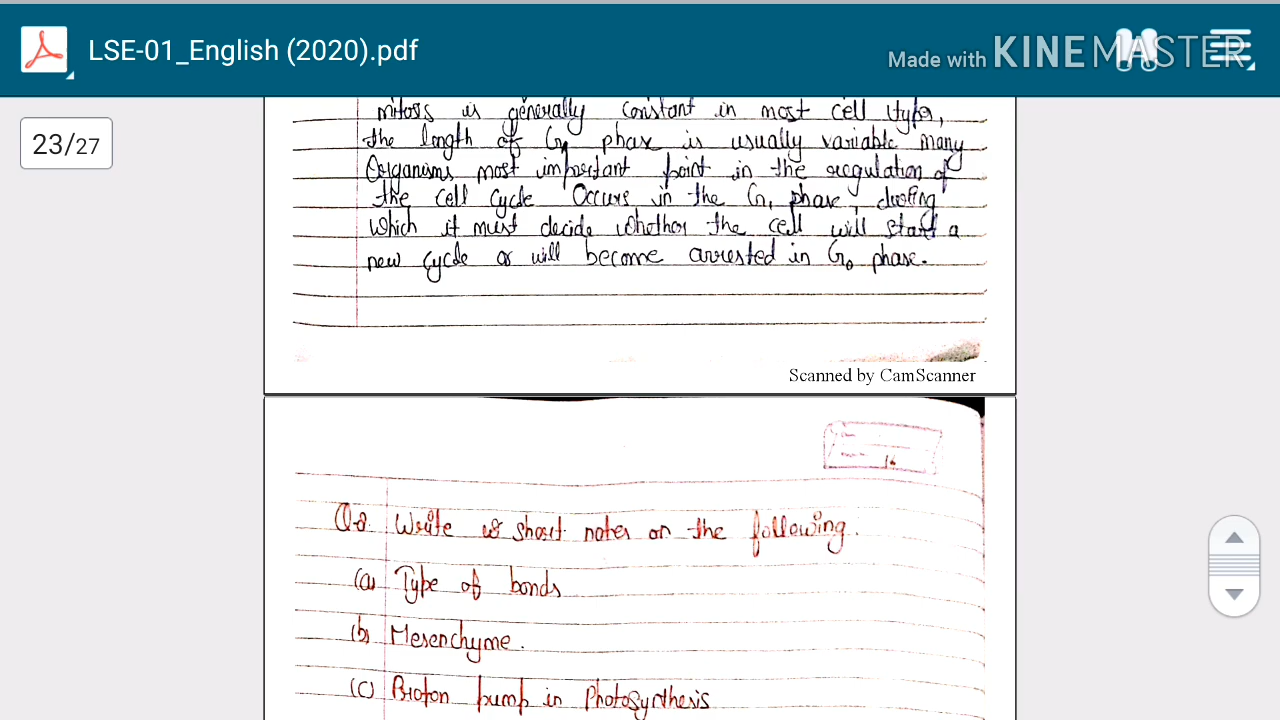 LSE-01_English (2020).pdf
Made with KINEMASTER
23/27
mitosis is generally constant in most cell types,
the length of G1 phase is usually variable many
Organisms most important point in the regulation of
the cell cycle Occurs in the G1 phase, during
which it must decide whether the cell will start a
new cycle or will become arrested in G0 phase.
Scanned by CamScanner
Write short notes on the following.
(a) Type of bonds
(b) Mesenchyme.
(c) Proton pump in Photosynthesis